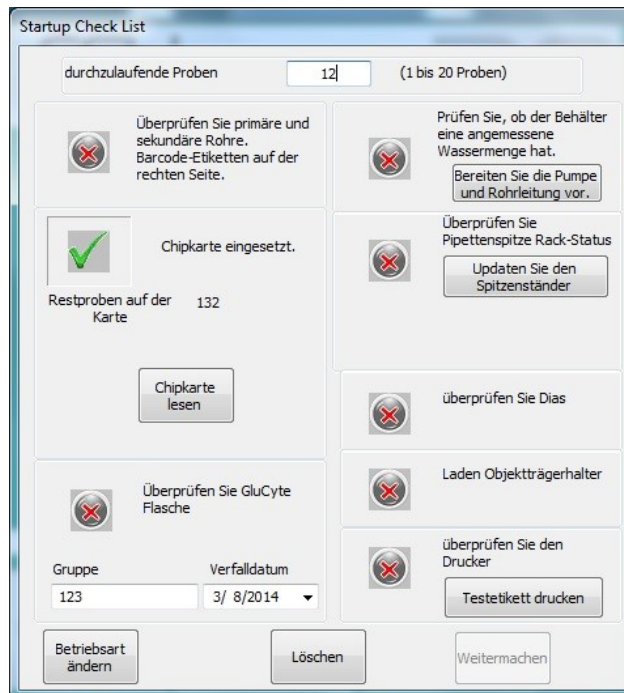 Startup Check List
durchzulaufende Proben
12
(1 bis 20 Proben)
Überprüfen Sie primäre und
sekundäre Rohre.
Barcode-Etiketten auf der
rechten Seite.
Prüfen Sie, ob der Behälter
eine angemessene
Wassermenge hat.
Bereiten Sie die Pumpe
und Rohrleitung vor.
Chipkarte eingesetzt.
Restproben auf der
Karte
132
Chipkarte
lesen
Überprüfen Sie
Pipettenspitze Rack-Status
Updaten Sie den
Spitzenständer
überprüfen Sie Dias
Laden Objektträgerhalter
Überprüfen Sie GluCyte
Flasche
Gruppe
Verfalldatum
123
3/ 8/2014
überprüfen Sie den
Drucker
Testetikett drucken
Betriebsart
ändern
Löschen
Weitermachen